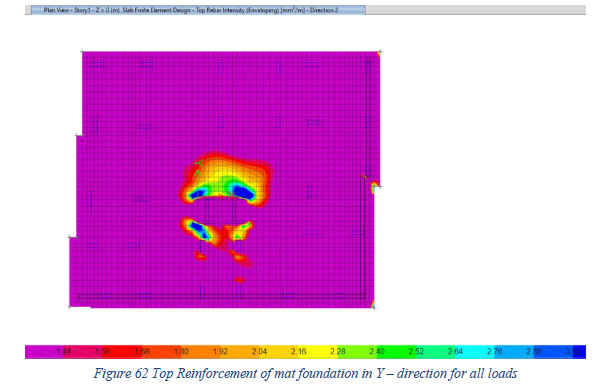 Plan View - Story1 - Z = 0 (m) Slab Finite Element Design - Top Rebar Intensity (Enveloping) [mm²/m] - Direction 2
1.44 1.56 1.68 1.80 1.92 2.04 2.16 2.28 2.40 2.52 2.64 2.76 2.88
Figure 62 Top Reinforcement of mat foundation in Y – direction for all loads